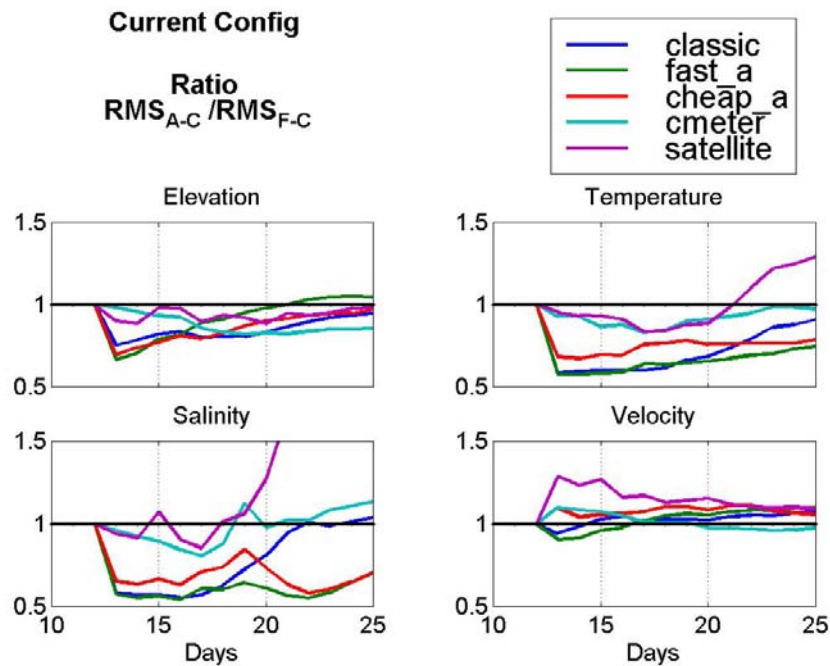 Current Config
Ratio
RMS_A-C /RMS_F-C
classic
fast_a
cheap_a
cmeter
satellite
Elevation
1.5
1
0.5
Temperature
1.5
1
0.5
Salinity
1.5
1
0.5
10 15 20 25
Days
Velocity
1.5
1
0.5
10 15 20 25
Days